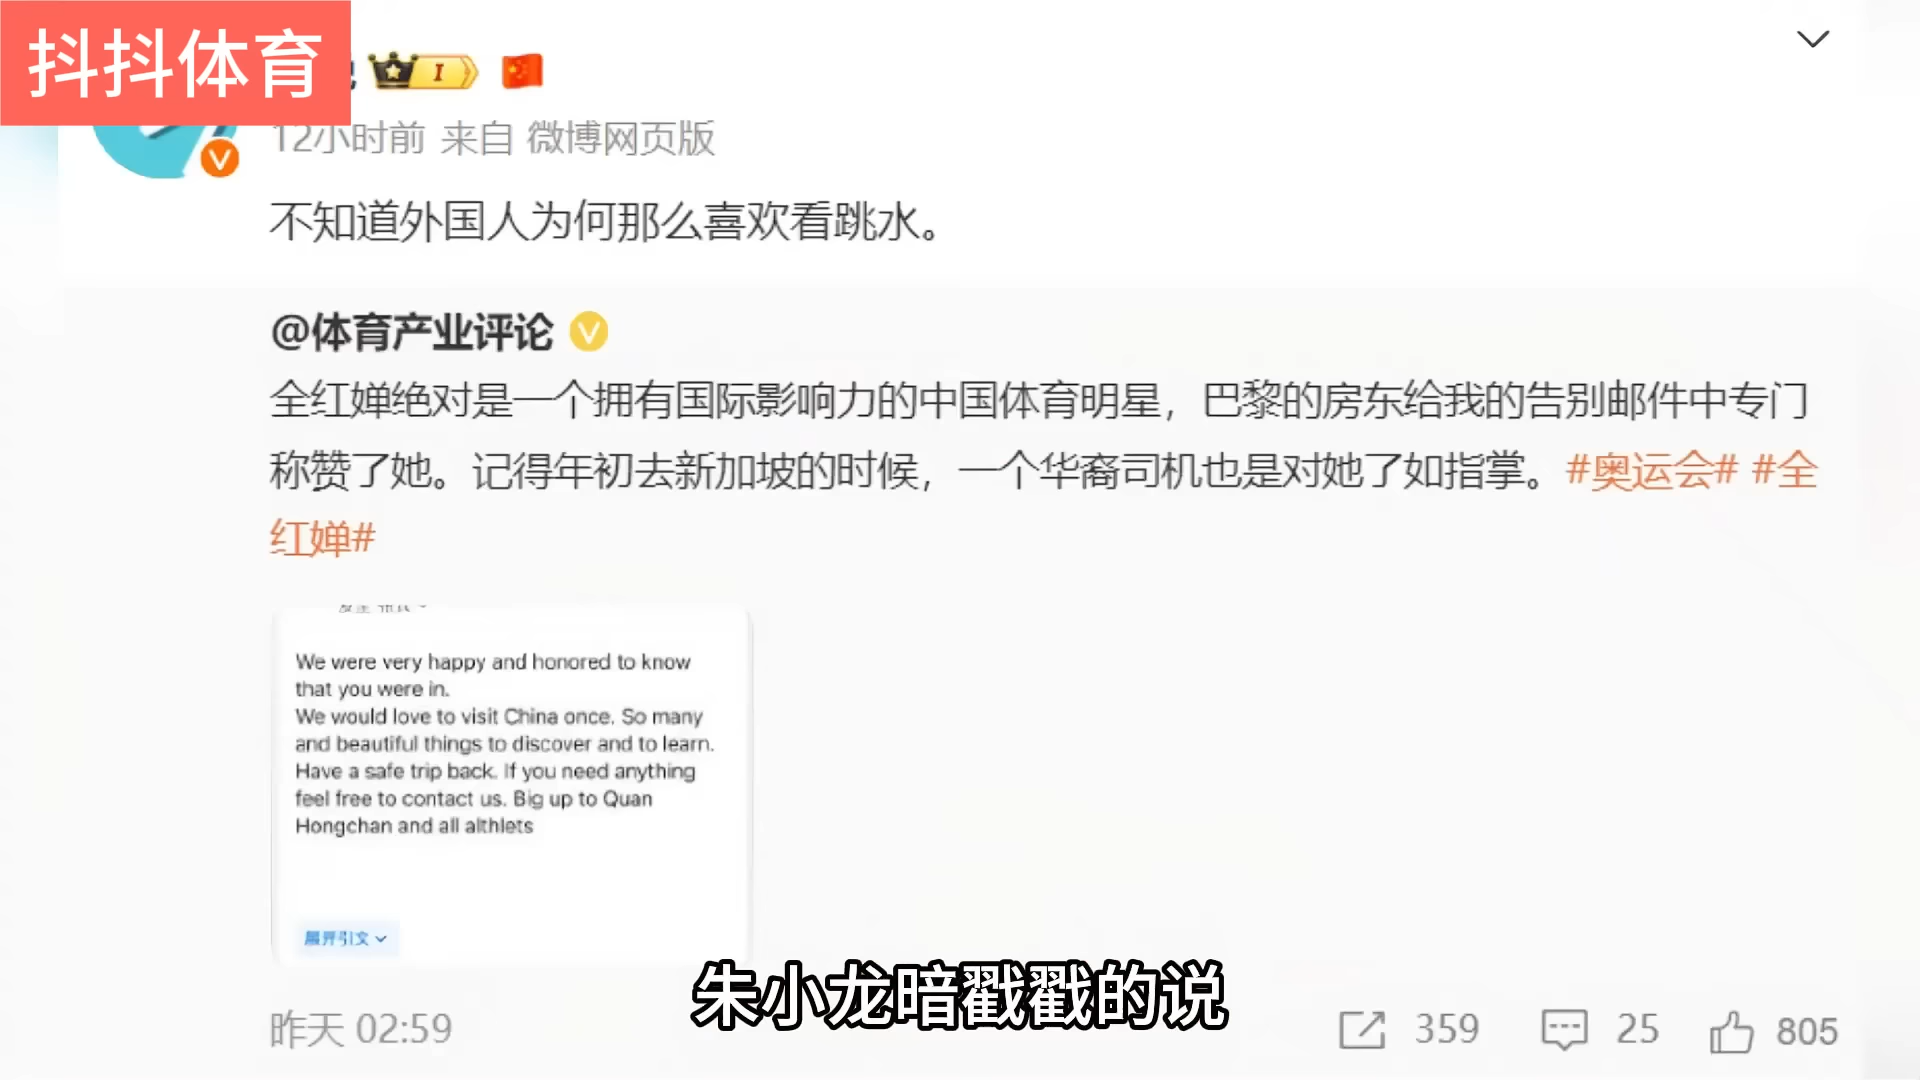 抖抖体育
I
12小时前 来自 微博网页版
不知道外国人为何那么喜欢看跳水。
@体育产业评论
全红婵绝对是一个拥有国际影响力的中国体育明星，巴黎的房东给我的告别邮件中专门
称赞了她。记得年初去新加坡的时候，一个华裔司机也是对她了如指掌。#奥运会# #全
红婵#
We were very happy and honored to know
that you were in.
We would love to visit China once. So many
and beautiful things to discover and to learn.
Have a safe trip back. If you need anything
feel free to contact us. Big up to Quan
Hongchan and all althlets
展开引文
朱小龙暗戳戳的说
昨天 02:59
359 25 805